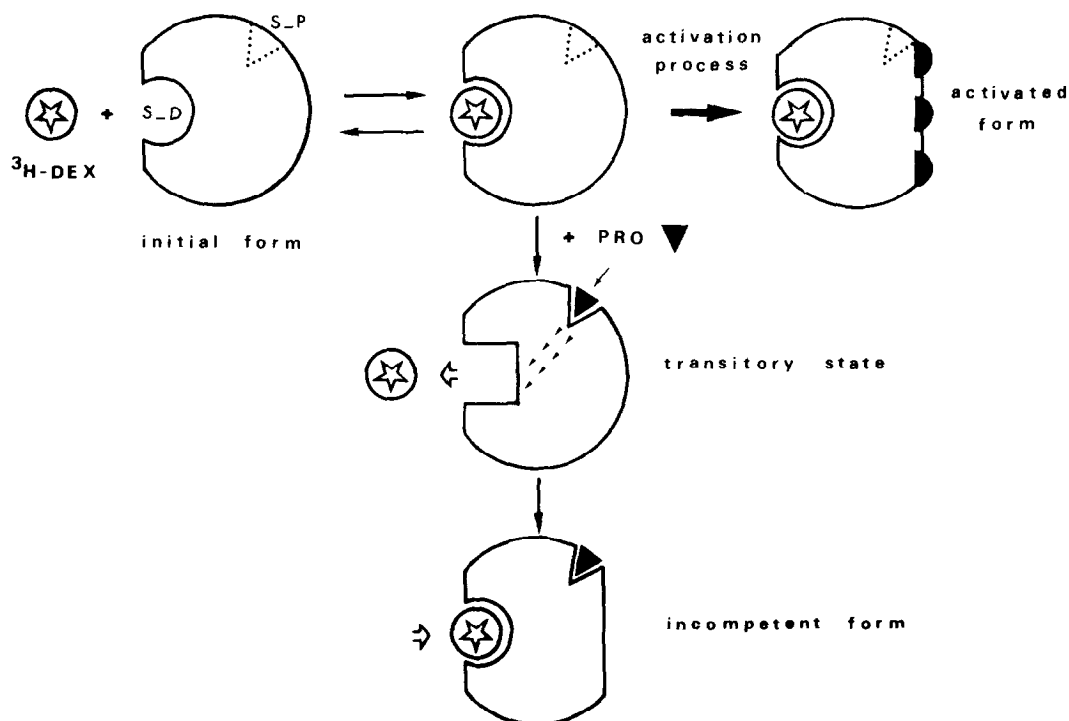 S_P
activation
process
S_D
+
³H-DEX
activated
form
initial form
+ PRO
transitory state
incompetent form